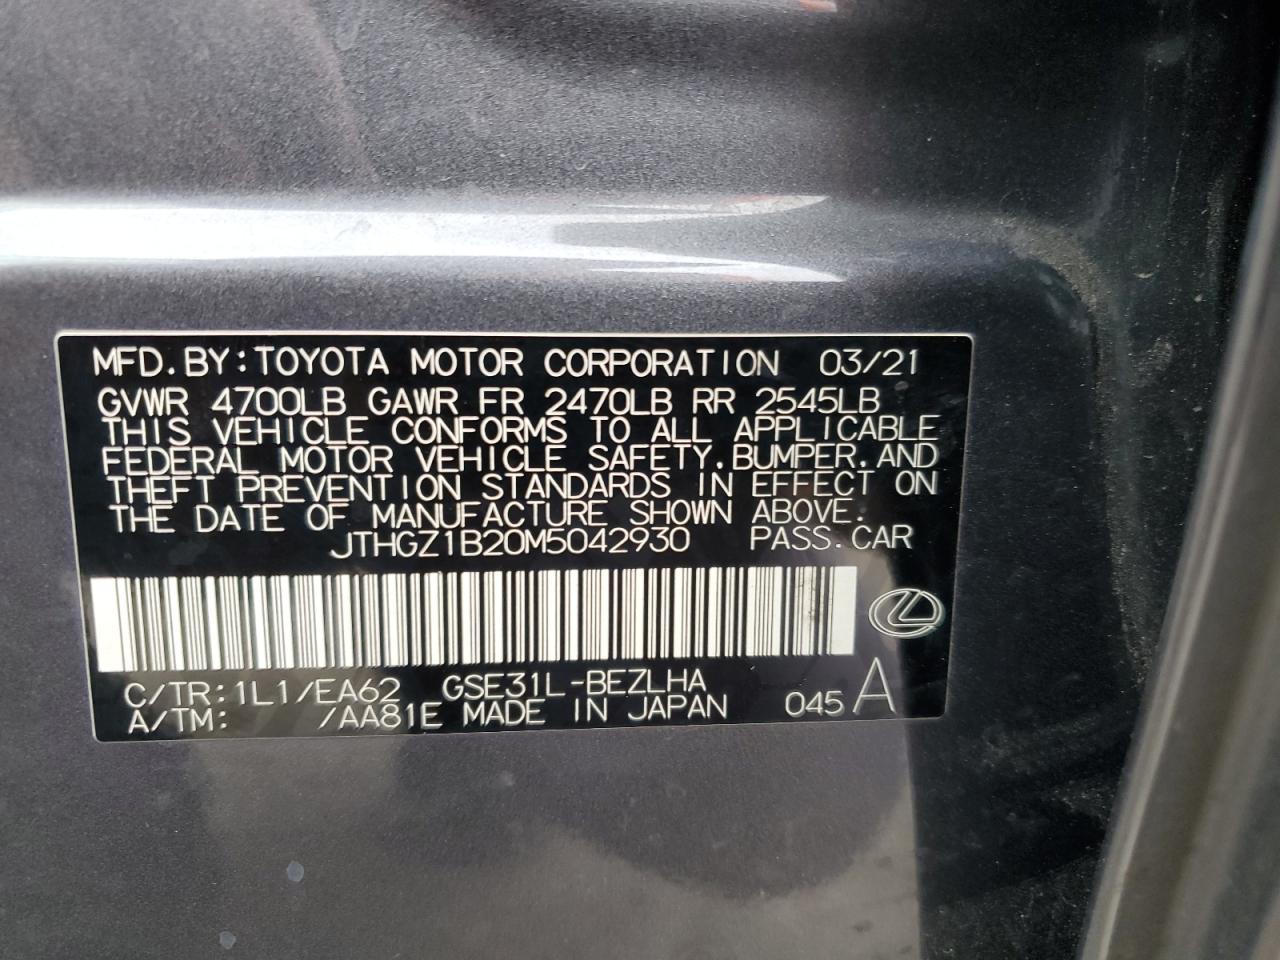 MFD. BY: TOYOTA MOTOR CORPORATION 03/21
GVWR 4700LB GAWR FR 2470LB RR 2545LB
THIS VEHICLE CONFORMS TO ALL APPLICABLE
FEDERAL MOTOR VEHICLE SAFETY, BUMPER, AND
THEFT PREVENTION STANDARDS IN EFFECT ON
THE DATE OF MANUFACTURE SHOWN ABOVE.
JTHGZ1B20M5042930 PASS. CAR
C/TR: 1L1/EA62 GSE31L-BEZLHA
A/TM: /AA81E MADE IN JAPAN 045 A